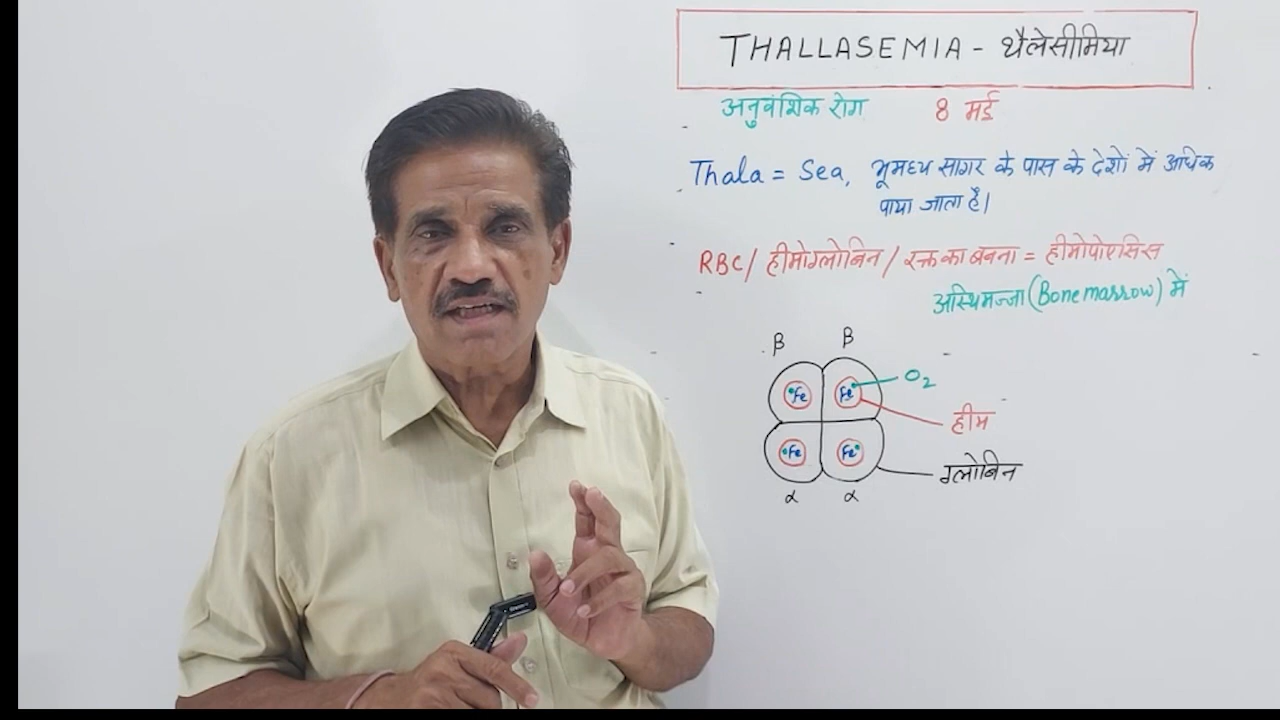 THALLASEMIA - थैलेसीमिया
अनुवंशिक रोग 8 मई
Thala = Sea, भूमध्य सागर के पास के देशों में अधिक
पाया जाता है।
RBC / हीमोग्लोबिन / रक्त का बनना = हीमोपोएसिस
अस्थिमज्जा (Bone marrow) में
β β
Fe Fe O₂
हीम
Fe Fe
ग्लोबिन
α α